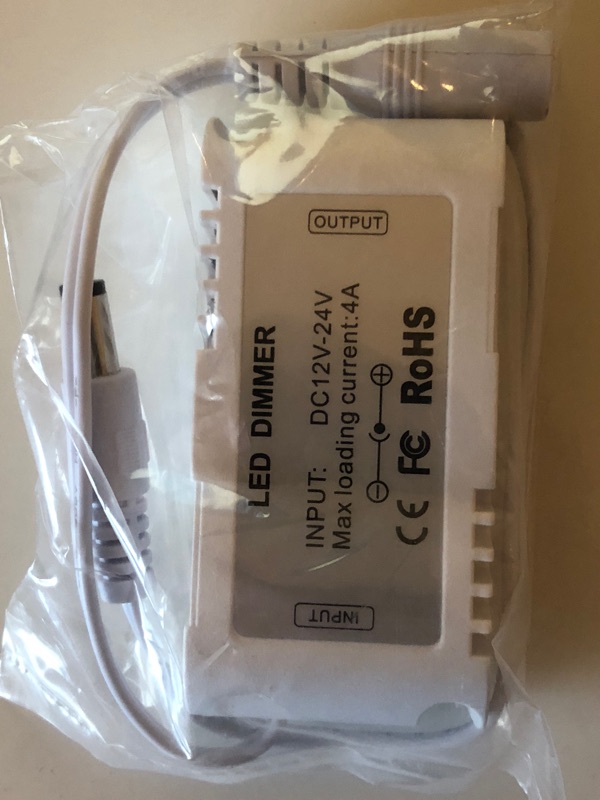 OUTPUT
LED DIMMER
INPUT: DC12V-24V
Max loading current:4A
CE FC RoHS
INPUT